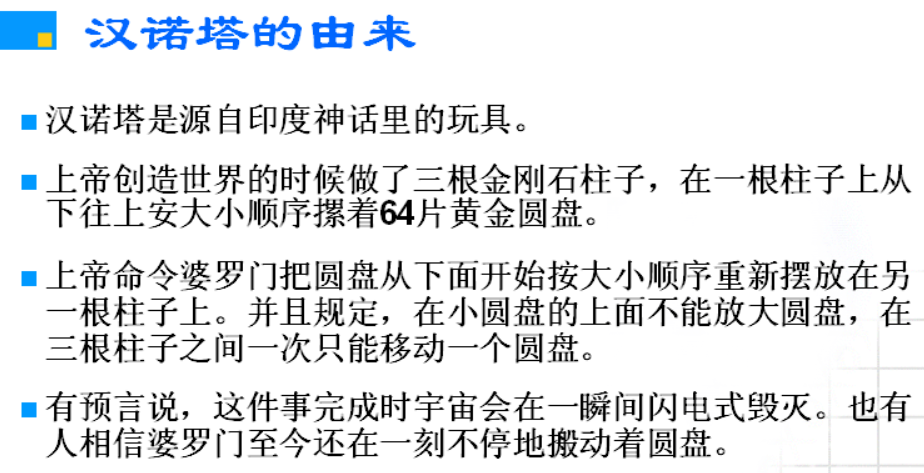 汉诺塔的由来
汉诺塔是源自印度神话里的玩具。
上帝创造世界的时候做了三根金刚石柱子，在一根柱子上从
下往上安大小顺序摞着64片黄金圆盘。
上帝命令婆罗门把圆盘从下面开始按大小顺序重新摆放在另
一根柱子上。并且规定，在小圆盘的上面不能放大圆盘，在
三根柱子之间一次只能移动一个圆盘。
有预言说，这件事完成时宇宙会在一瞬间闪电式毁灭。也有
人相信婆罗门至今还在一刻不停地搬动着圆盘。